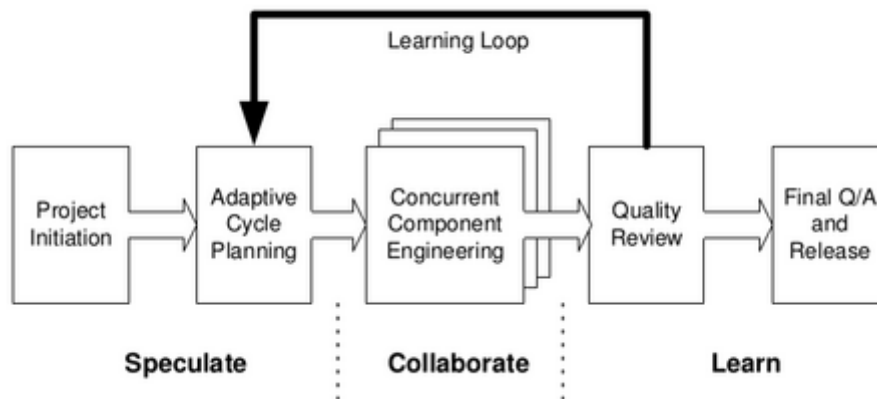 Learning Loop
Project
Initiation
Adaptive
Cycle
Planning
Concurrent
Component
Engineering
Quality
Review
Final Q/A
and
Release
Speculate
Collaborate
Learn